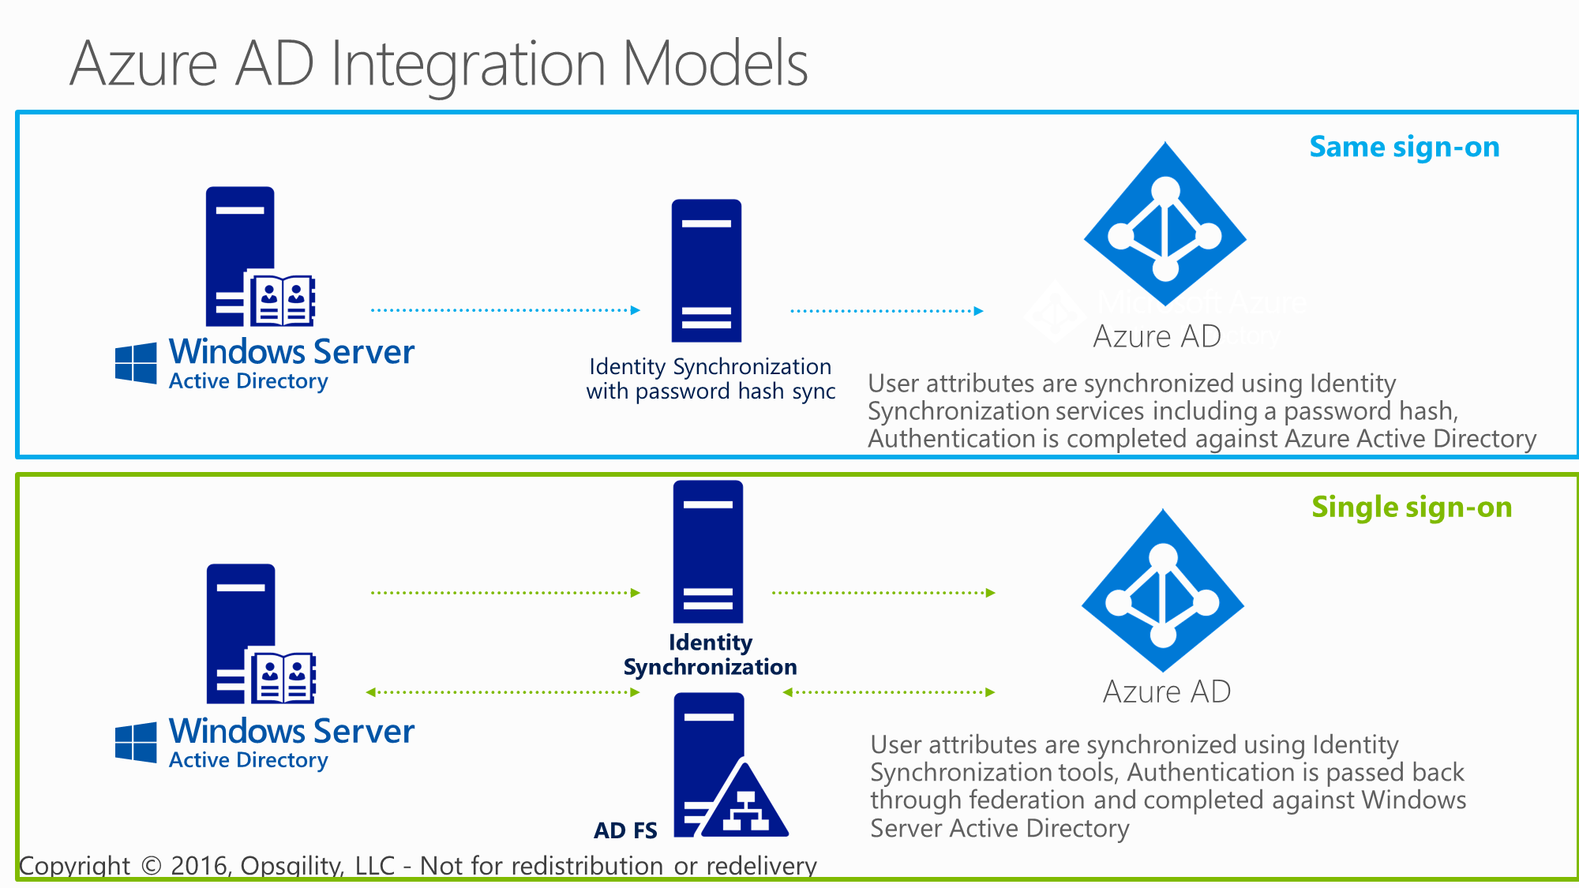 Azure AD Integration Models
Same sign-on
Windows Server
Active Directory
Identity Synchronization
with password hash sync
Microsoft Azure
Azure AD
User attributes are synchronized using Identity
Synchronization services including a password hash,
Authentication is completed against Azure Active Directory
Single sign-on
Identity
Synchronization
Windows Server
Active Directory
AD FS
Azure AD
User attributes are synchronized using Identity
Synchronization tools, Authentication is passed back
through federation and completed against Windows
Server Active Directory
Copyright © 2016, Opsgility, LLC - Not for redistribution or redelivery